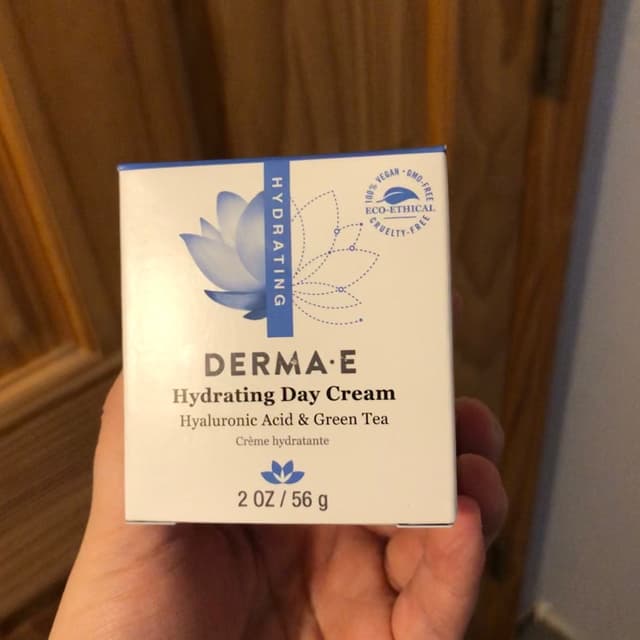 HYDRATING
100% VEGAN · GMO-FREE
ECO-ETHICAL
CRUELTY-FREE
DERMA·E
Hydrating Day Cream
Hyaluronic Acid & Green Tea
Crème hydratante
2 OZ / 56 g